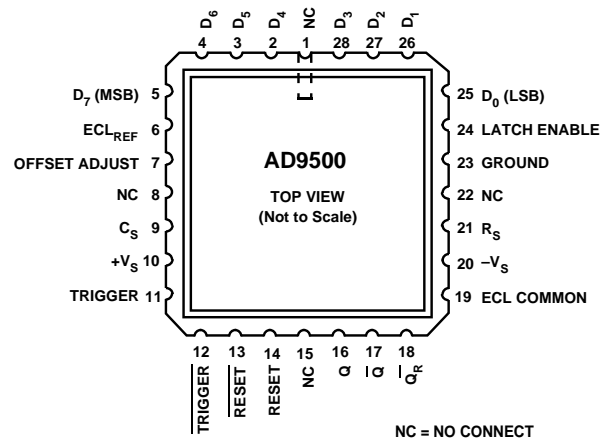 D6 D5 D4 NC D3 D2 D1
4 3 2 1 28 27 26
D7 (MSB) 5
25 D0 (LSB)
ECLREF 6
24 LATCH ENABLE
OFFSET ADJUST 7
23 GROUND
AD9500
NC 8
22 NC
TOP VIEW
(Not to Scale)
CS 9
21 RS
+VS 10
20 –VS
TRIGGER 11
19 ECL COMMON
12 13 14 15 16 17 18
T̅R̅I̅G̅G̅E̅R̅ R̅E̅S̅E̅T̅ RESET NC Q Q̅ Q̅R
NC = NO CONNECT